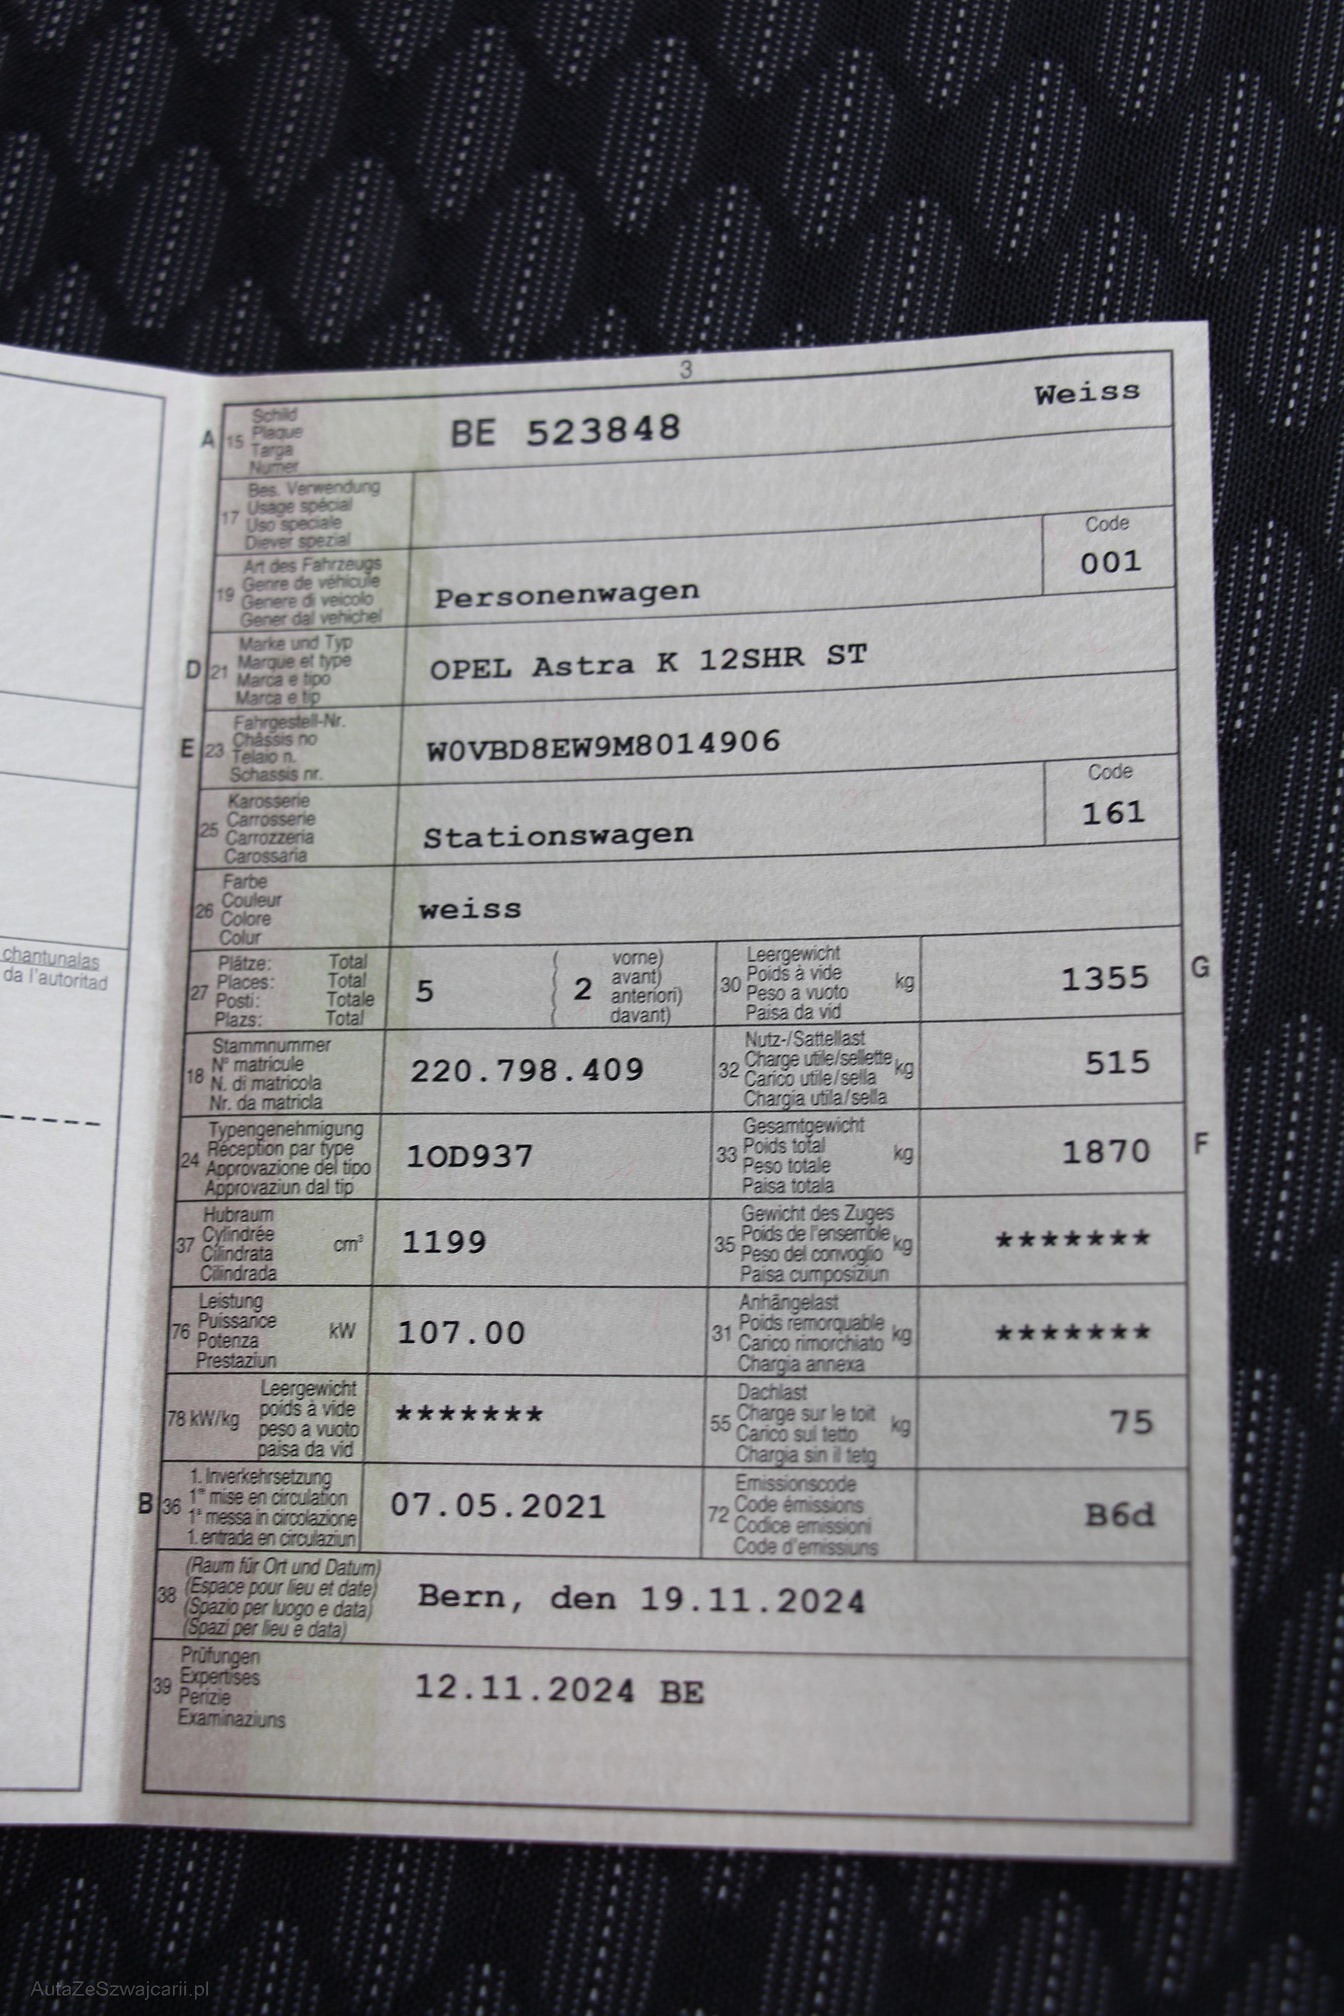 3
A 15 Schild
Plaque
Targa
Numer
BE 523848
Weiss
17 Bes. Verwendung
Usage spécial
Uso speciale
Diever spezial
19 Art des Fahrzeugs
Genre de véhicule
Genere di veicolo
Gener dal vehichel
Personenwagen
Code
001
D 21 Marke und Typ
Marque et type
Marca e tipo
Marca e tip
OPEL Astra K 12SHR ST
E 23 Fahrgestell-Nr.
Châssis no
Telaio n.
Schassis nr.
W0VBD8EW9M8014906
25 Karosserie
Carrosserie
Carrozzeria
Carossaria
Stationswagen
Code
161
26 Farbe
Couleur
Colore
Colur
weiss
27 Plätze: Total
Places: Total
Posti: Totale
Plazs: Total
5
( 2 vorne)
avant)
anteriori)
davant)
30 Leergewicht
Poids à vide
Peso a vuoto
Paisa da vid
kg
1355
G
18 Stammnummer
N° matricule
N. di matricola
Nr. da matricla
220.798.409
32 Nutz-/Sattellast
Charge utile/sellette
Carico utile/sella
Chargia utila/sella
kg
515
24 Typengenehmigung
Réception par type
Approvazione del tipo
Approvaziun dal tip
1OD937
33 Gesamtgewicht
Poids total
Peso totale
Paisa totala
kg
1870
F
37 Hubraum
Cylindrée
Cilindrata
Cilindrada
cm³
1199
35 Gewicht des Zuges
Poids de l'ensemble
Peso del convoglio
Paisa cumposiziun
kg
*******
76 Leistung
Puissance
Potenza
Prestaziun
kW
107.00
31 Anhängelast
Poids remorquable
Carico rimorchiato
Chargia annexa
kg
*******
78 kW/kg
Leergewicht
poids à vide
peso a vuoto
paisa da vid
*******
55 Dachlast
Charge sur le toit
Carico sul tetto
Chargia sin il tetg
kg
75
B 36 1. Inverkehrsetzung
1re mise en circulation
1a messa in circolazione
1. entrada en circulaziun
07.05.2021
72 Emissionscode
Code émissions
Codice emissioni
Code d'emissiuns
B6d
38 (Raum für Ort und Datum)
(Espace pour lieu et date)
(Spazio per luogo e data)
(Spazi per lieu e data)
Bern, den 19.11.2024
39 Prüfungen
Expertises
Perizie
Examinaziuns
12.11.2024 BE
chantunalas
da l'autoritad
AutaZeSzwajcarii.pl